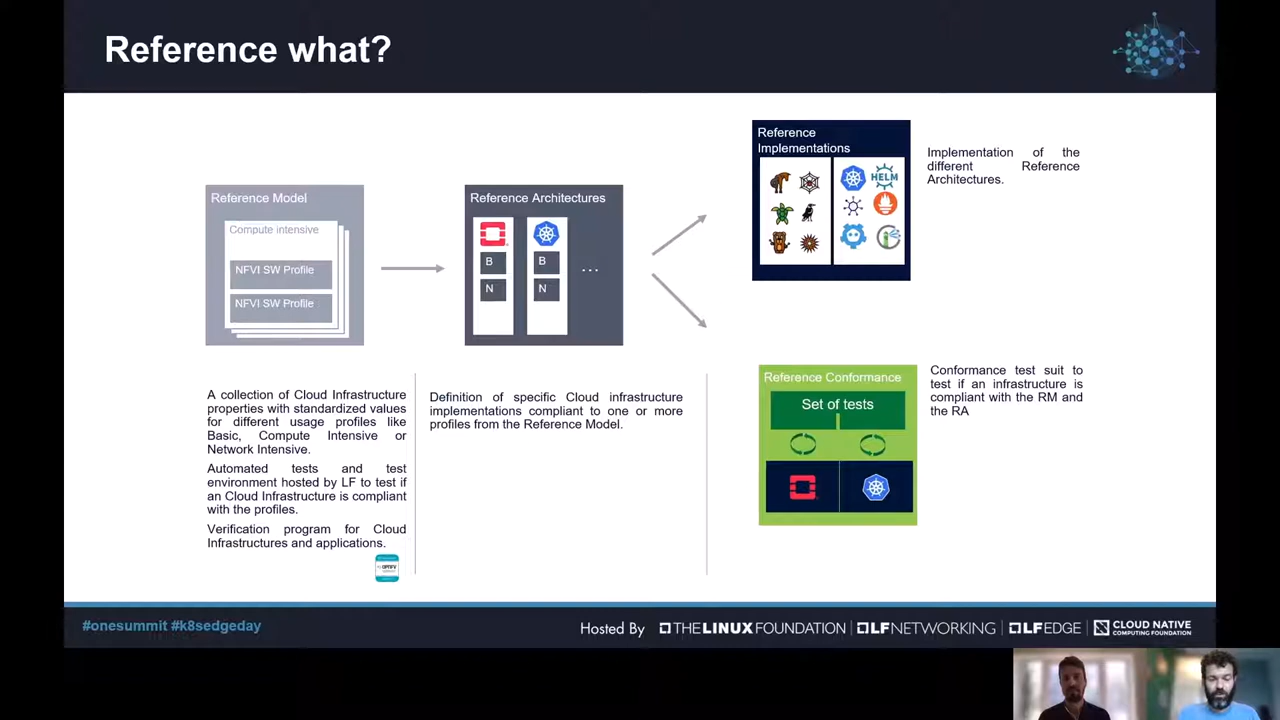 Reference what?
Reference Model
Compute intensive
NFVI SW Profile
NFVI SW Profile
Reference Architectures
B
B
N
N
...
Reference
Implementations
HELM
Implementation of the
different Reference
Architectures.
A collection of Cloud Infrastructure
properties with standardized values
for different usage profiles like
Basic, Compute Intensive or
Network Intensive.
Automated tests and test
environment hosted by LF to test if
an Cloud Infrastructure is compliant
with the profiles.
Verification program for Cloud
Infrastructures and applications.
OPNFV
Definition of specific Cloud infrastructure
implementations compliant to one or more
profiles from the Reference Model.
Reference Conformance
Set of tests
Conformance test suit to
test if an infrastructure is
compliant with the RM and
the RA
#onesummit #k8sedgeday
Hosted By
THE LINUX FOUNDATION
LF NETWORKING
LF EDGE
CLOUD NATIVE
COMPUTING FOUNDATION